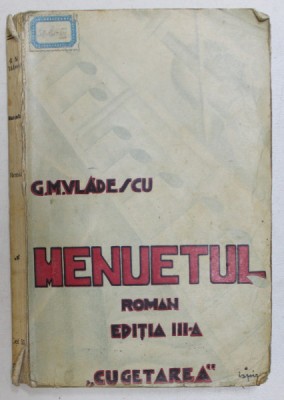 G.M.VLĂDESCU
MENUETUL
ROMAN
EDIȚIA III-A
„CUGETAREA"